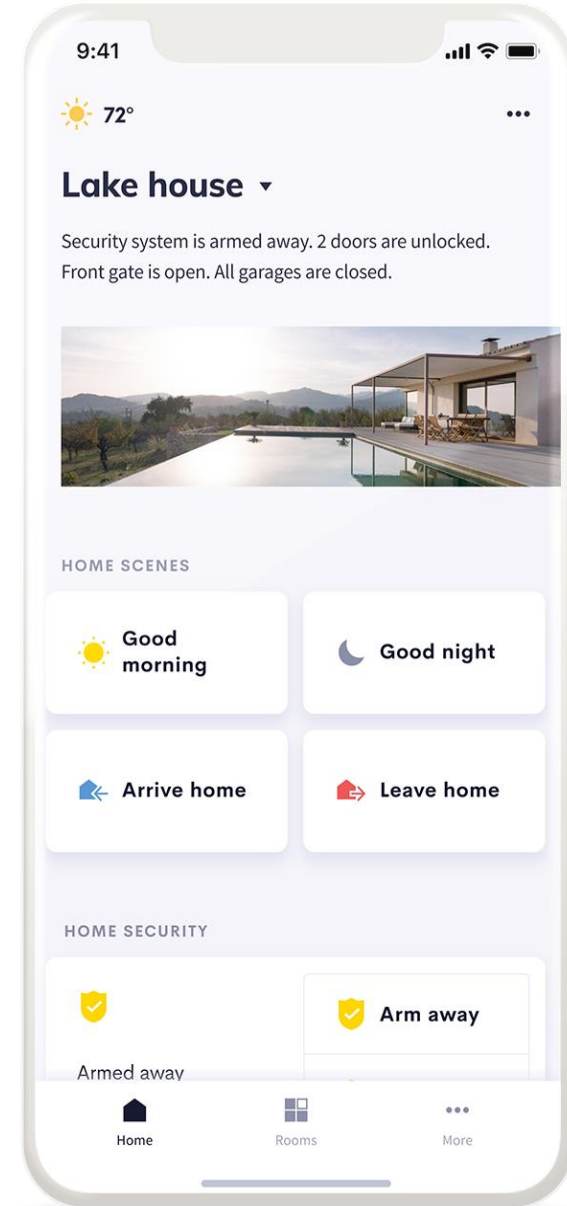 9:41
72°
Lake house
Security system is armed away. 2 doors are unlocked.
Front gate is open. All garages are closed.
HOME SCENES
Good
morning
Good night
Arrive home
Leave home
HOME SECURITY
Arm away
Armed away
Home
Rooms
More